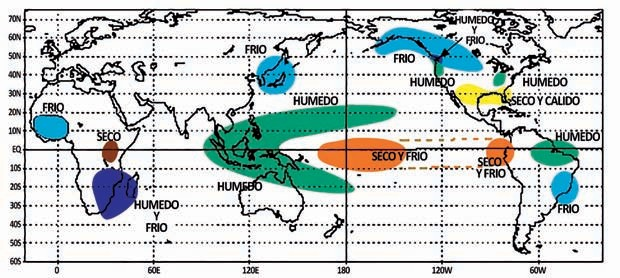 70N
60N
50N
40N
30N
20N
10N
EQ
10S
20S
30S
40S
50S
60S
0
60E
120E
180
120W
60W
FRIO
SECO
HUMEDO
Y
FRIO
FRIO
HUMEDO
HUMEDO
SECO Y FRIO
HUMEDO
Y
FRIO
FRIO
HUMEDO
HUMEDO
SECO Y CALIDO
SECO
Y FRIO
HUMEDO
FRIO